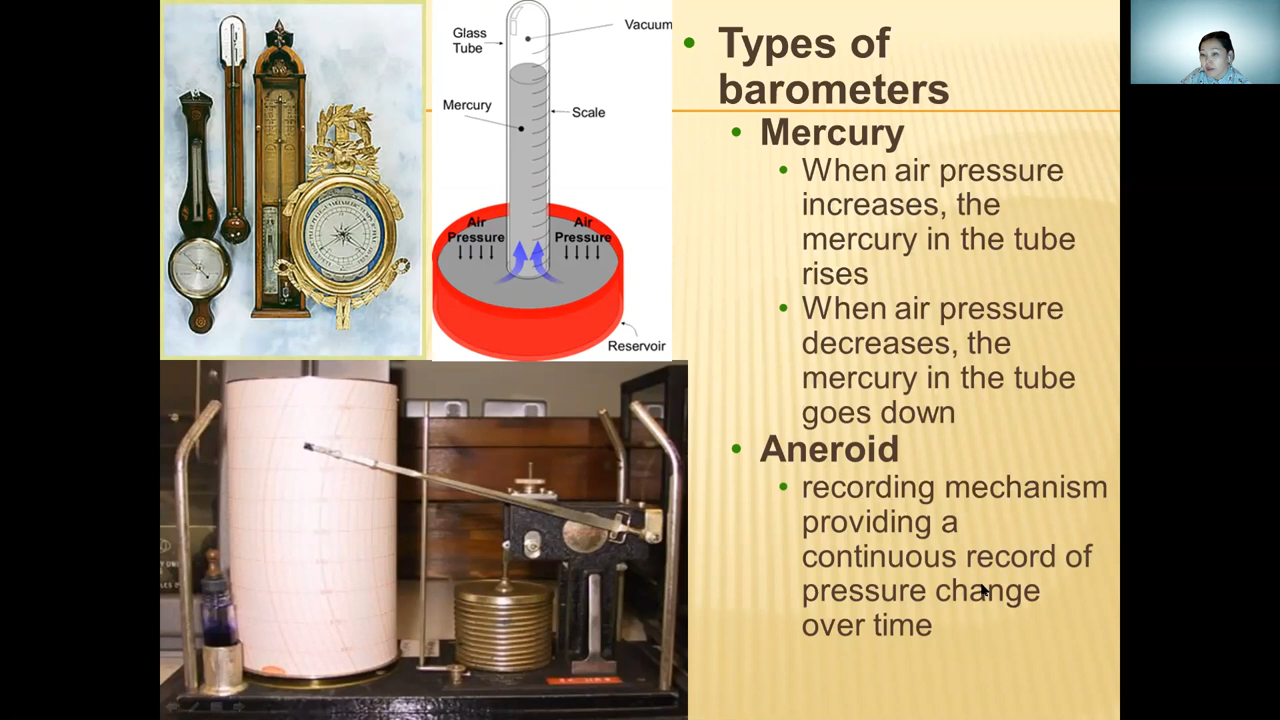 Types of
barometers
Mercury
When air pressure
increases, the
mercury in the tube
rises
When air pressure
decreases, the
mercury in the tube
goes down
Aneroid
recording mechanism
providing a
continuous record of
pressure change
over time
Glass
Tube
Vacuum
Mercury
Scale
Air
Pressure
Air
Pressure
Reservoir